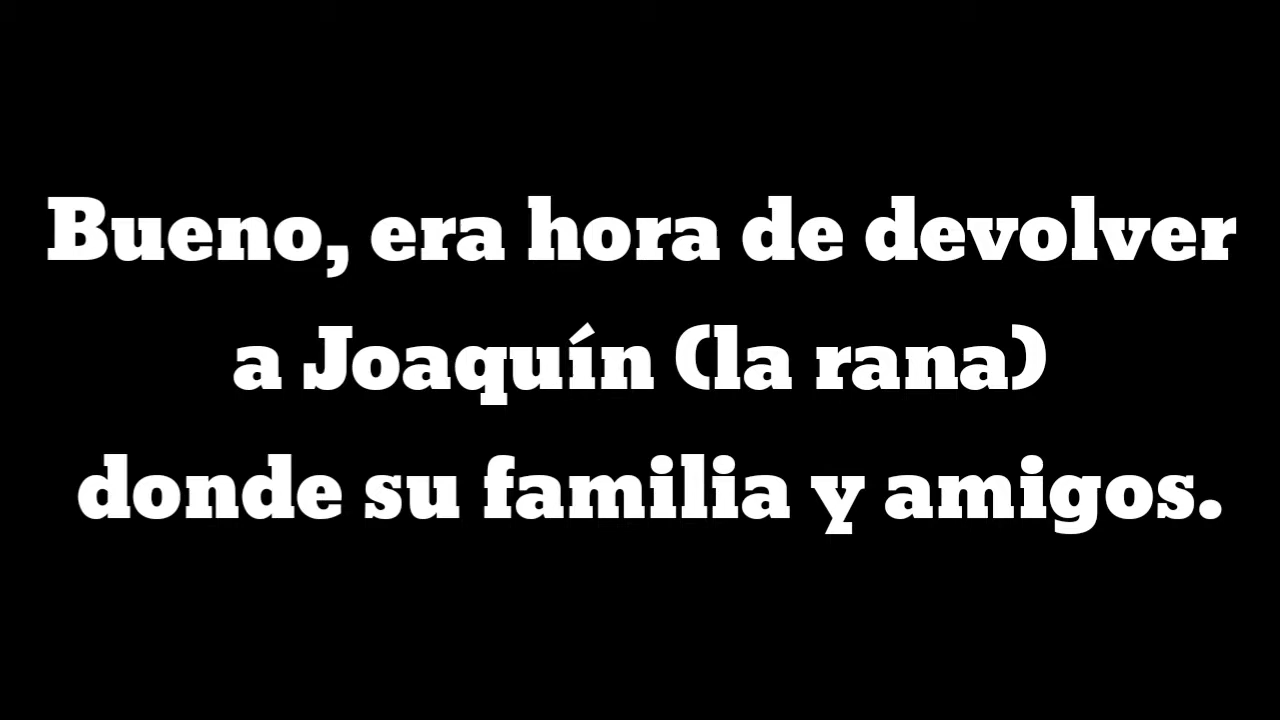 Bueno, era hora de devolver
a Joaquín (la rana)
donde su familia y amigos.